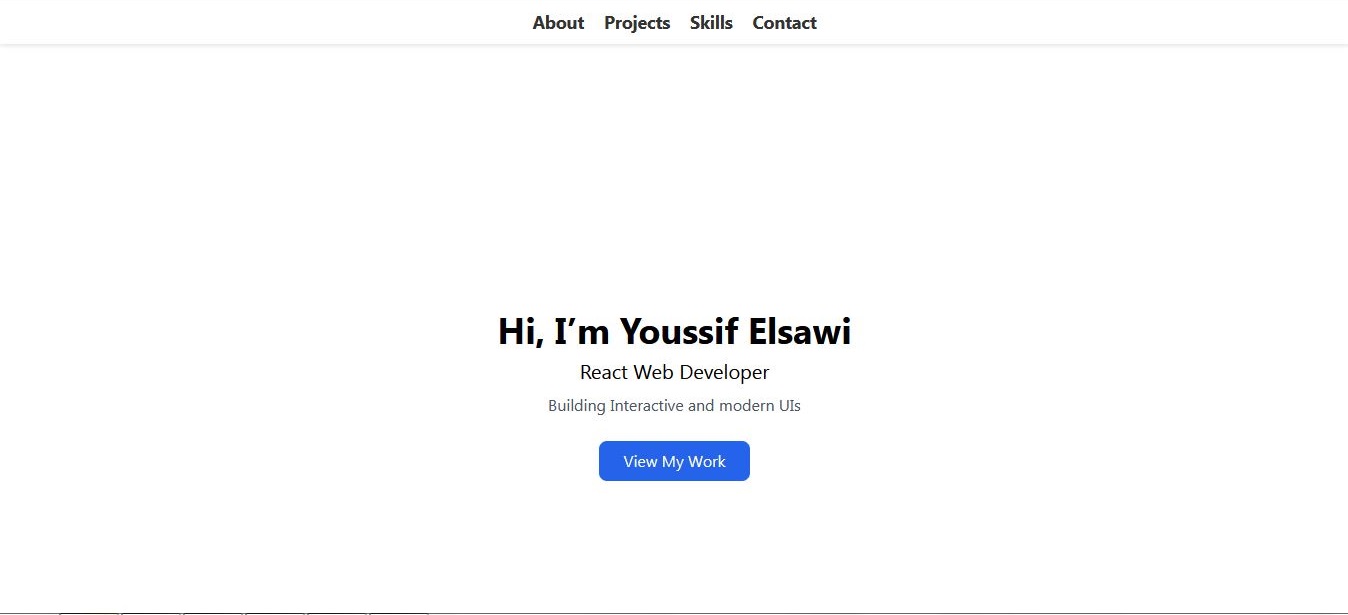 About Projects Skills Contact
Hi, I’m Youssif Elsawi
React Web Developer
Building Interactive and modern UIs
View My Work